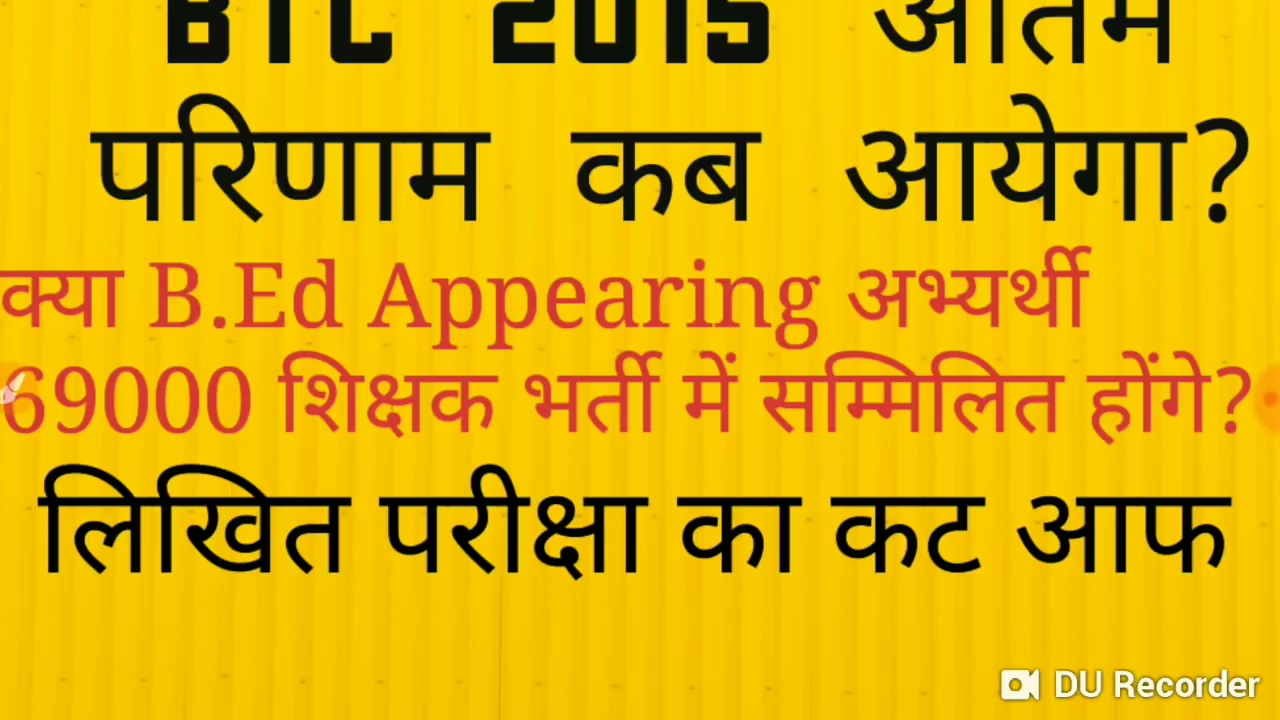 BTC 2015 अंतिम
परिणाम कब आयेगा?
क्या B.Ed Appearing अभ्यर्थी
69000 शिक्षक भर्ती में सम्मिलित होंगे?
लिखित परीक्षा का कट आफ
DU Recorder